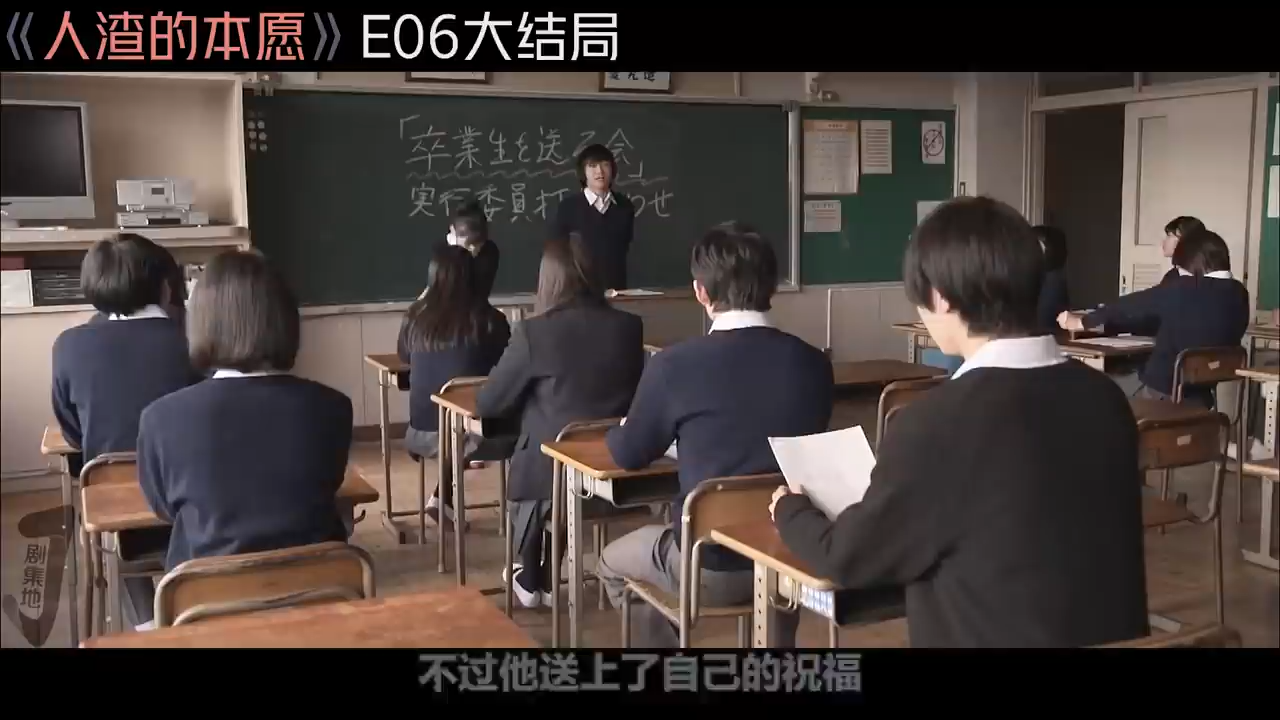 《人渣的本愿》 E06大结局
「卒業生を送る会」
実行委員打
わせ
剧集地
不过他送上了自己的祝福